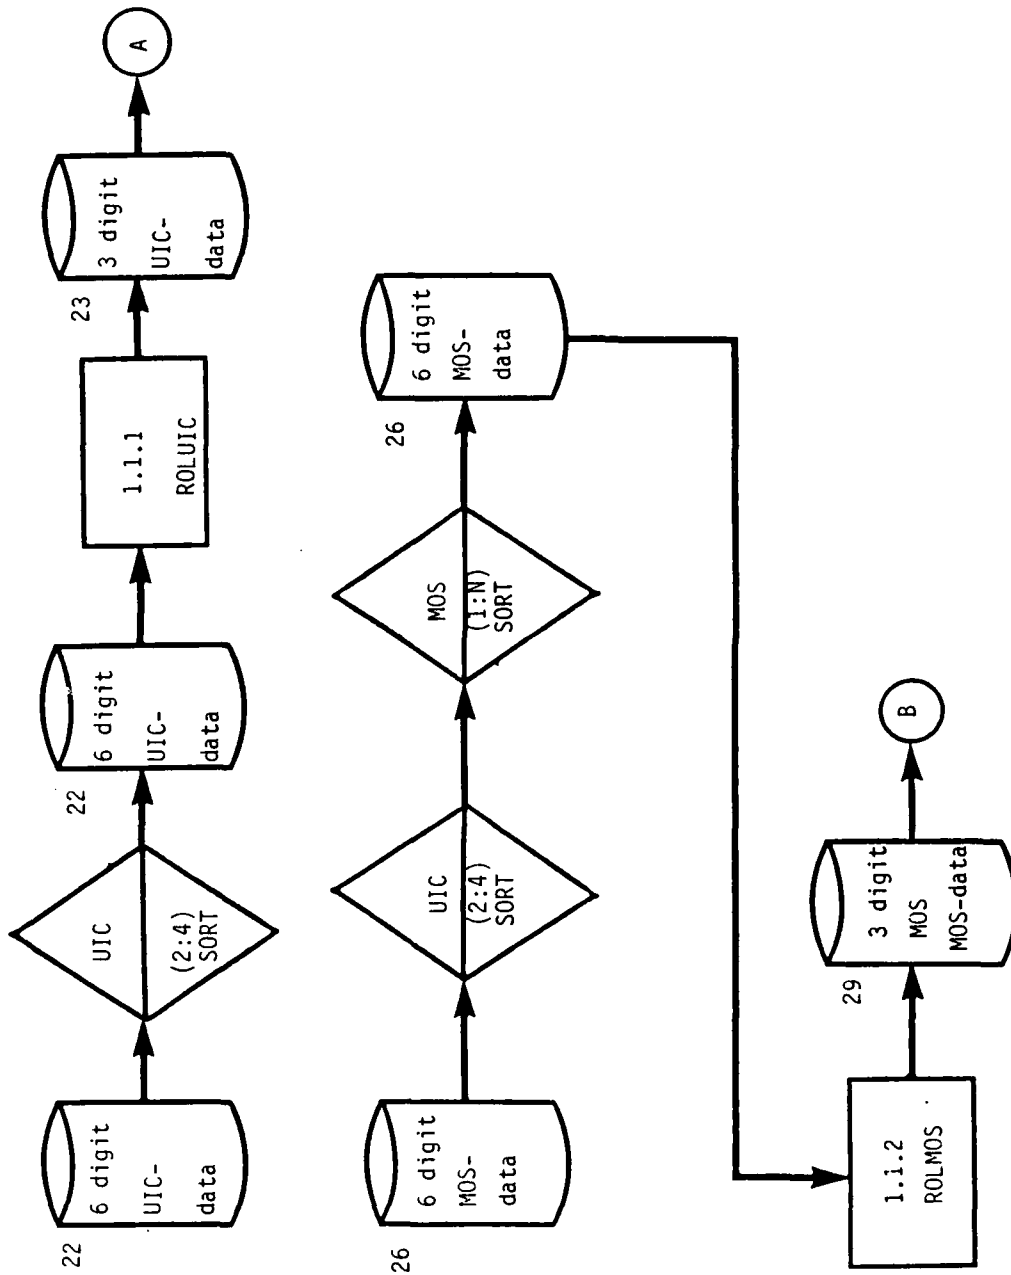 22
6 digit
UIC-
data
UIC
(2:4)
SORT
22
6 digit
UIC-
data
1.1.1
ROLUIC
23
3 digit
UIC-
data
A
26
6 digit
MOS-
data
UIC
(2:4)
SORT
MOS
(1:N)
SORT
26
6 digit
MOS-
data
1.1.2
ROLMOS
29
3 digit
MOS
MOS-data
B